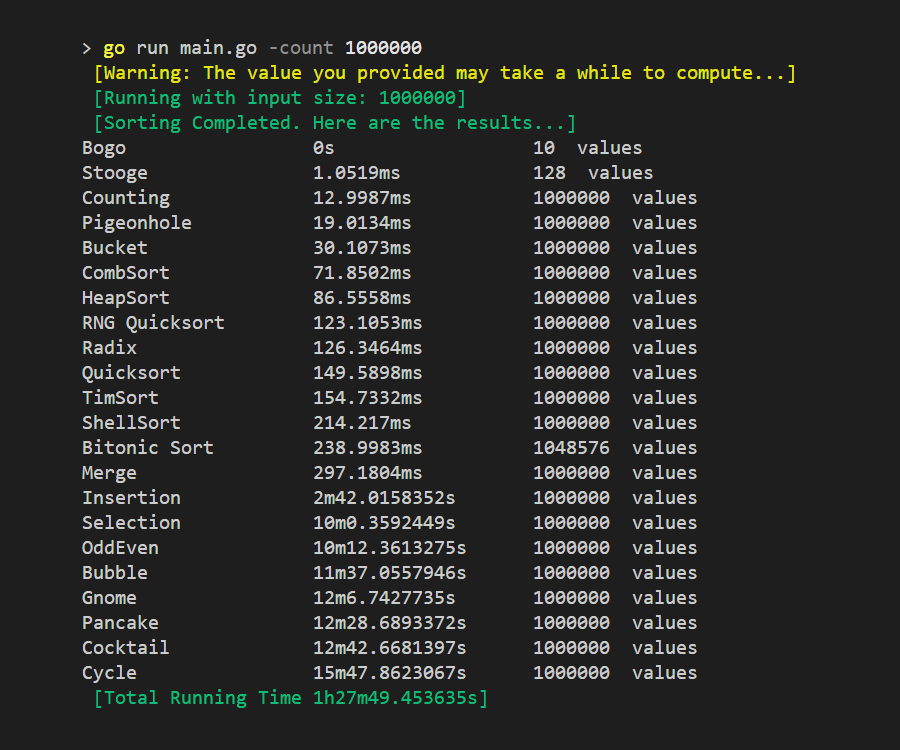 > go run main.go -count 1000000
[Warning: The value you provided may take a while to compute...]
[Running with input size: 1000000]
[Sorting Completed. Here are the results...]
Bogo 0s 10 values
Stooge 1.0519ms 128 values
Counting 12.9987ms 1000000 values
Pigeonhole 19.0134ms 1000000 values
Bucket 30.1073ms 1000000 values
CombSort 71.8502ms 1000000 values
HeapSort 86.5558ms 1000000 values
RNG Quicksort 123.1053ms 1000000 values
Radix 126.3464ms 1000000 values
Quicksort 149.5898ms 1000000 values
TimSort 154.7332ms 1000000 values
ShellSort 214.217ms 1000000 values
Bitonic Sort 238.9983ms 1048576 values
Merge 297.1804ms 1000000 values
Insertion 2m42.0158352s 1000000 values
Selection 10m0.3592449s 1000000 values
OddEven 10m12.3613275s 1000000 values
Bubble 11m37.0557946s 1000000 values
Gnome 12m6.7427735s 1000000 values
Pancake 12m28.6893372s 1000000 values
Cocktail 12m42.6681397s 1000000 values
Cycle 15m47.8623067s 1000000 values
[Total Running Time 1h27m49.453635s]